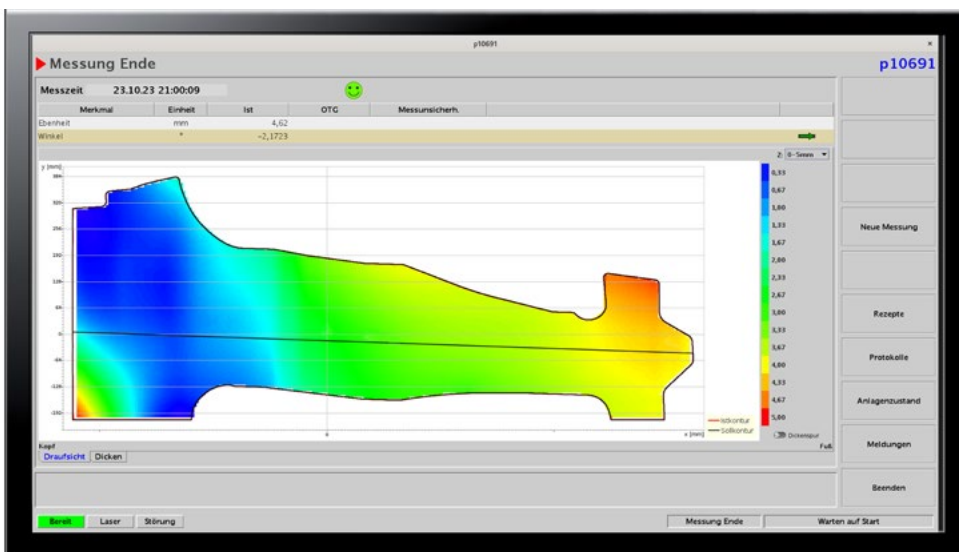 p10691 ×
Messung Ende p10691
Messzeit 23.10.23 21:00:09
Merkmal Einheit Ist OTG Messunsicherh.
Ebenheit mm 4,62
Winkel ° -2,1723
Z: 0-5mm
y [mm]
0,33
0,67
1,00
1,33
1,67
2,00
2,33
2,67
3,00
3,33
3,67
4,00
4,33
4,67
5,00
Istkontur
Sollkontur
x [mm]
Dickenspur
Kopf Fuß
Draufsicht Dicken
Neue Messung
Rezepte
Protokolle
Anlagenzustand
Meldungen
Beenden
Bereit Laser Störung Messung Ende Warten auf Start